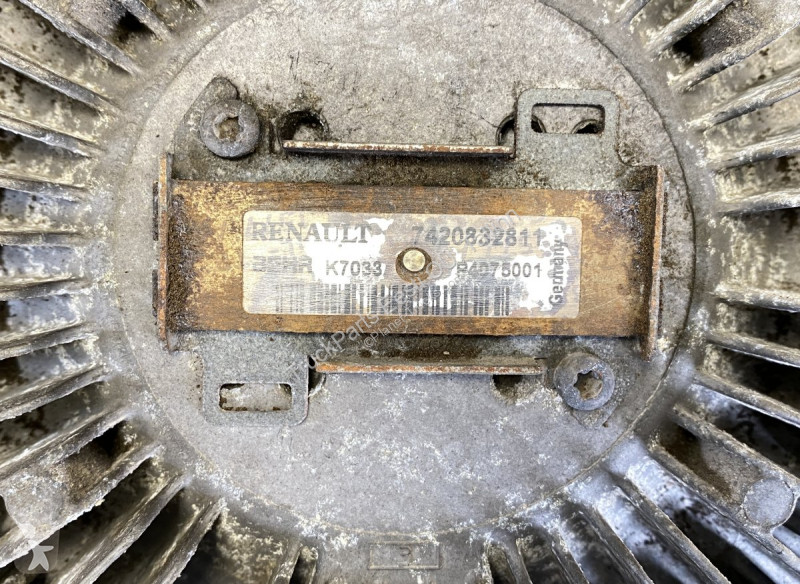 RENAULT 7420832811
BEHR K7033 P4075001
Germany